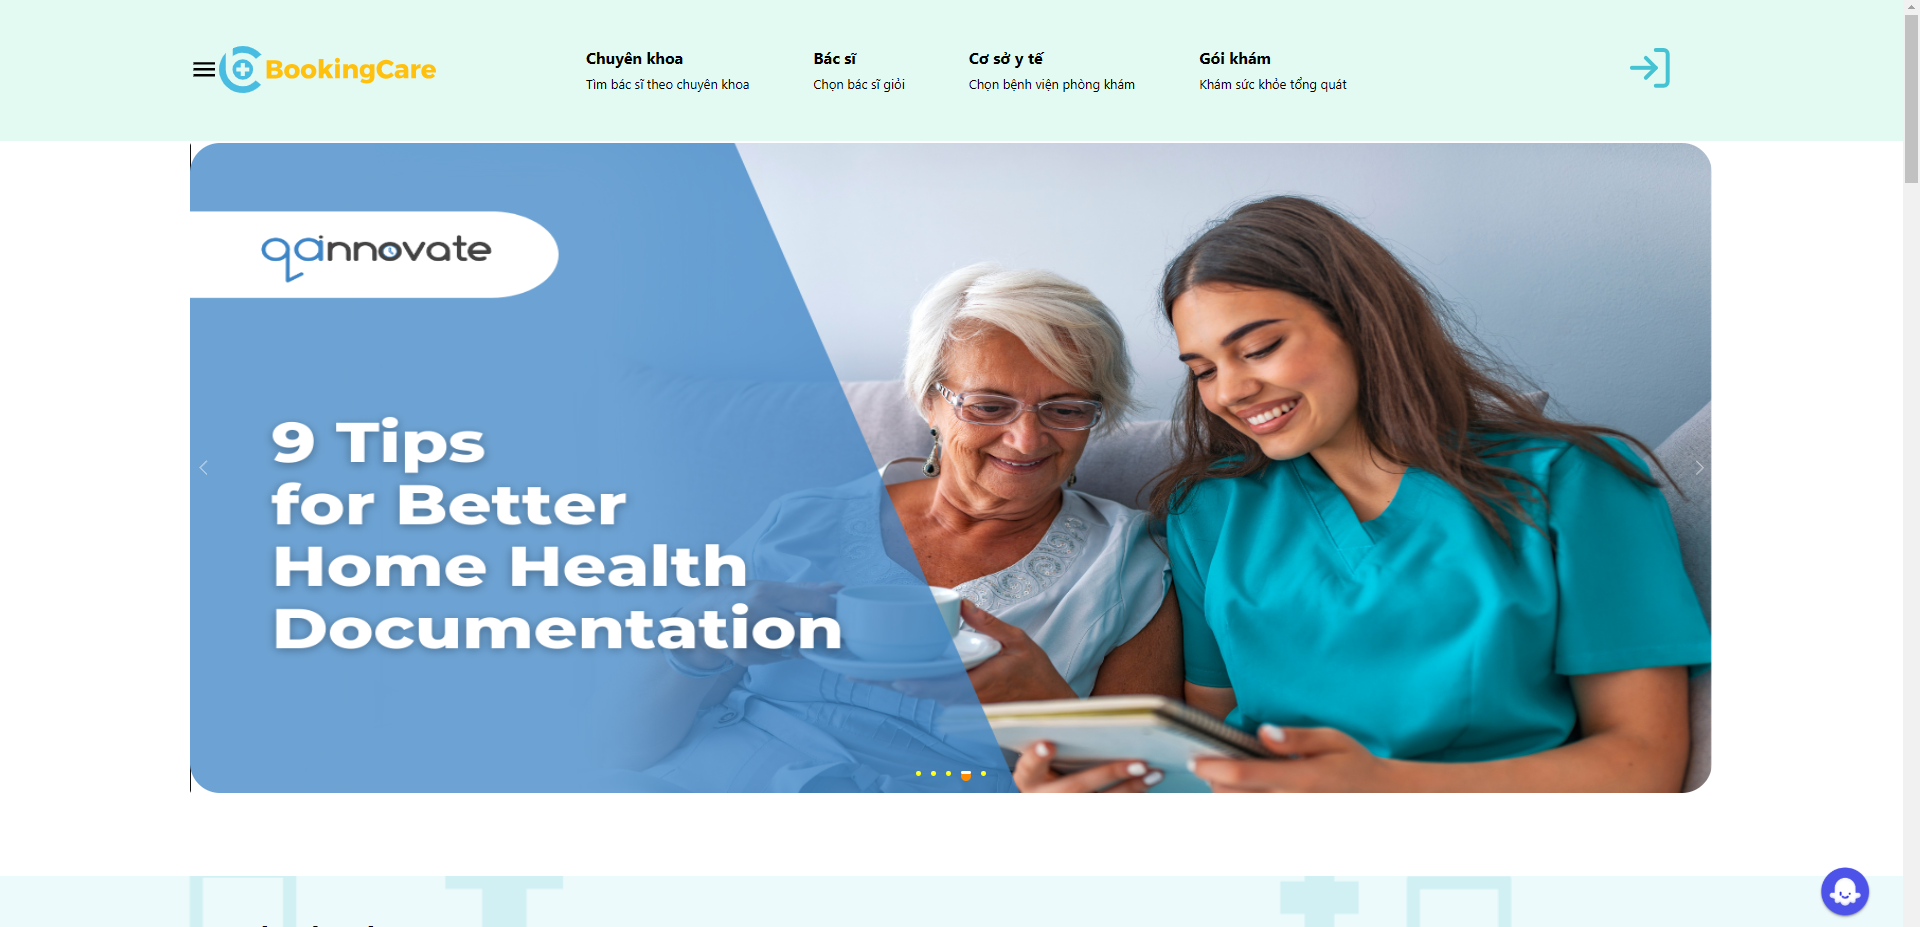 BookingCare
Chuyên khoa
Tìm bác sĩ theo chuyên khoa
Bác sĩ
Chọn bác sĩ giỏi
Cơ sở y tế
Chọn bệnh viện phòng khám
Gói khám
Khám sức khỏe tổng quát
qainnovate
9 Tips
for Better
Home Health
Documentation